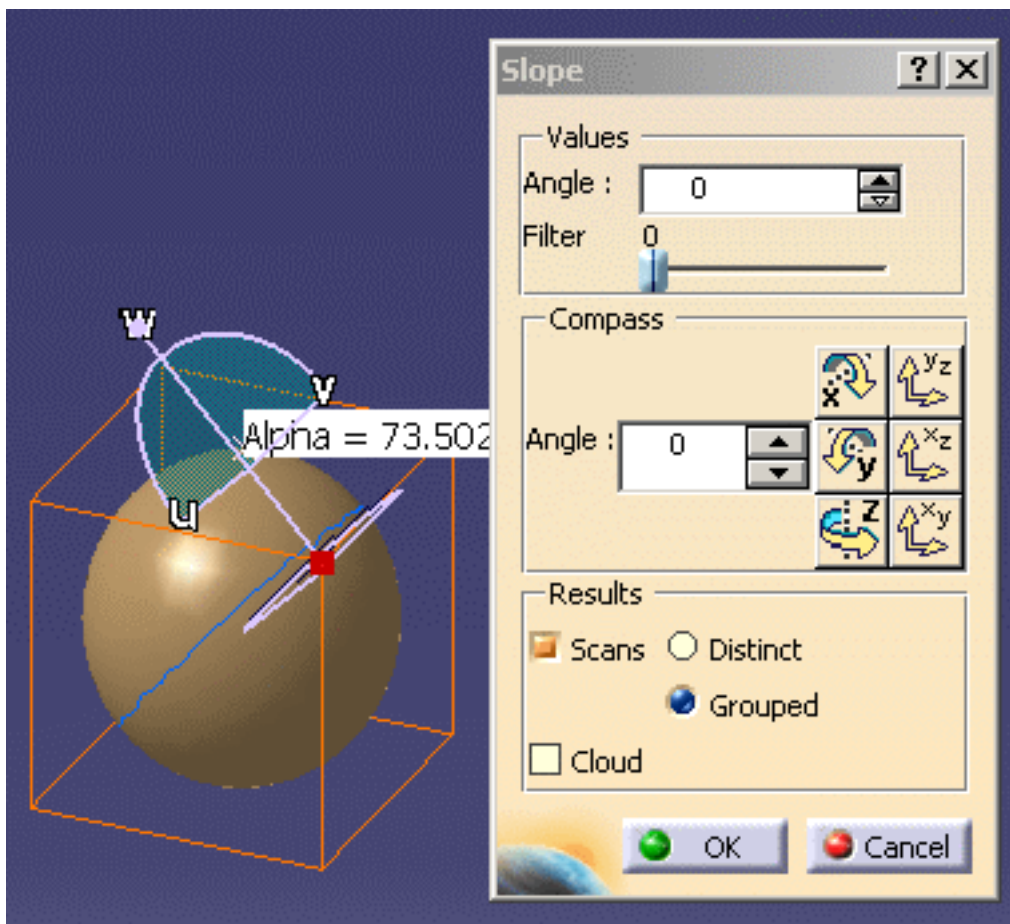 Slope ? X
Values
Angle : 0
Filter 0
Compass
x yz
Angle : 0
y xz
z xy
Results
Scans Distinct
Grouped
Cloud
OK Cancel
w
v
Alpha = 73.502
u